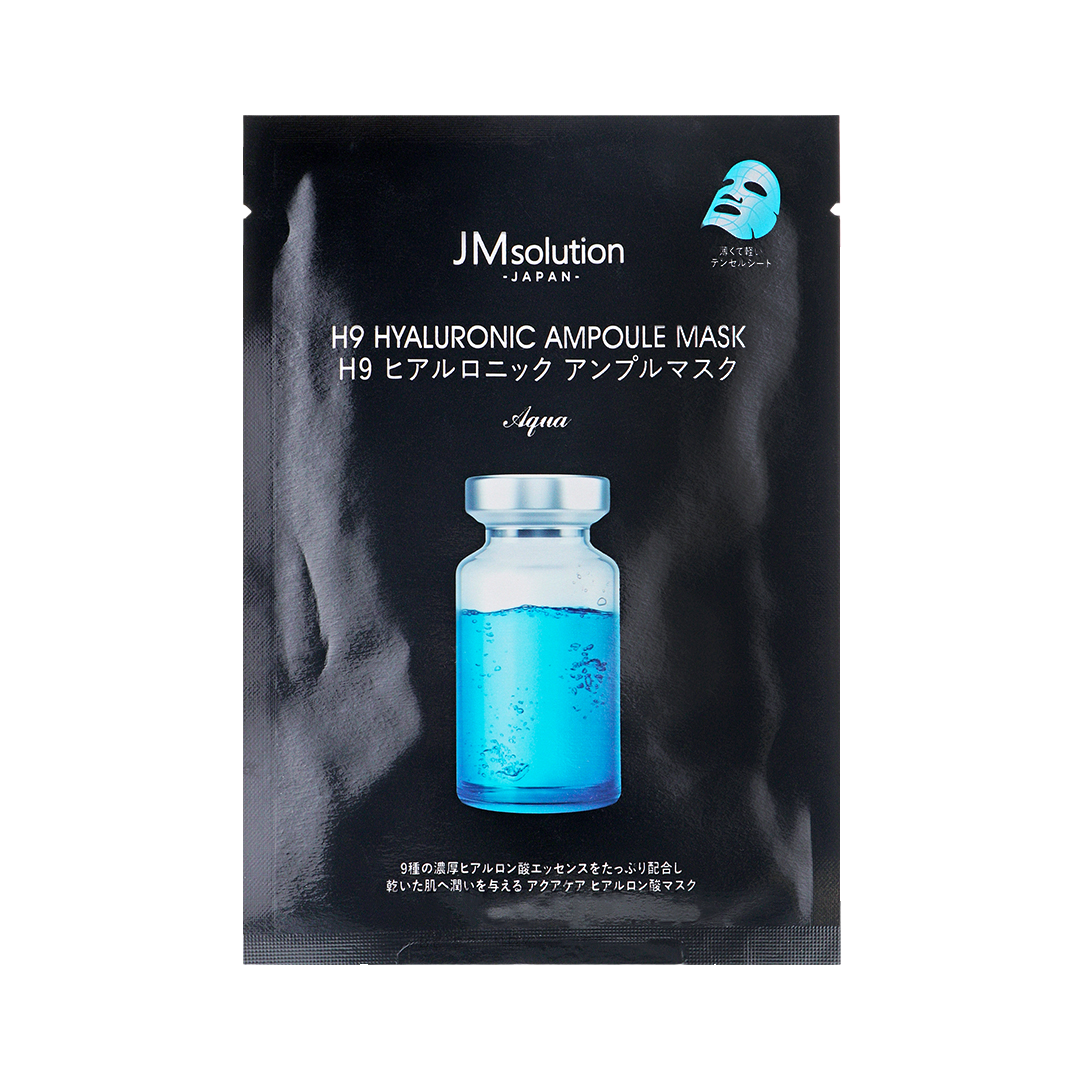 薄くて軽い
テンセルシート
JMsolution
-JAPAN-
H9 HYALURONIC AMPOULE MASK
H9 ヒアルロニック アンプルマスク
Aqua
9種の濃厚ヒアルロン酸エッセンスをたっぷり配合し
乾いた肌へ潤いを与える アクアケア ヒアルロン酸マスク